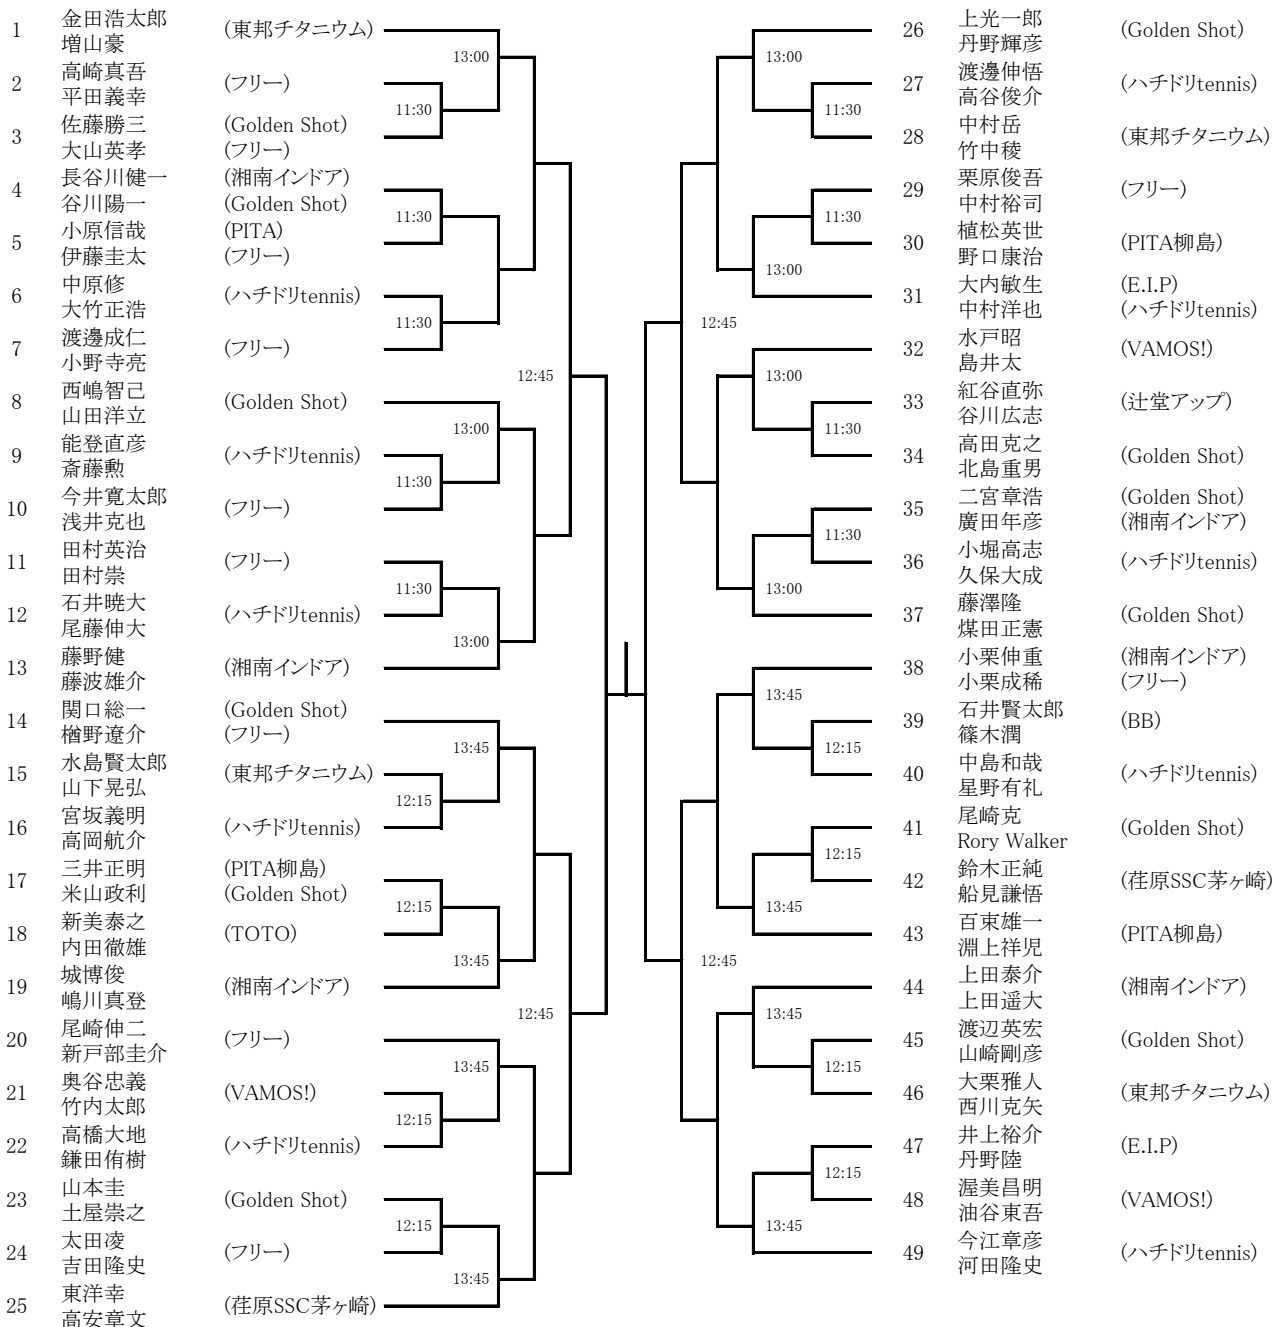 1 金田浩太郎 (東邦チタニウム)
増山豪
13:00
2 高崎真吾 (フリー)
平田義幸
11:30
3 佐藤勝三 (Golden Shot)
大山英孝 (フリー)
4 長谷川健一 (湘南インドア)
谷川陽一 (Golden Shot)
11:30
5 小原信哉 (PITA)
伊藤圭太 (フリー)
6 中原修 (ハチドリtennis)
大竹正浩
11:30
7 渡邊成仁 (フリー)
小野寺亮
12:45
8 西嶋智己 (Golden Shot)
山田洋立
13:00
9 能登直彦 (ハチドリtennis)
斎藤勲
11:30
10 今井寛太郎 (フリー)
浅井克也
11 田村英治 (フリー)
田村崇
11:30
12 石井暁大 (ハチドリtennis)
尾藤伸大
13:00
13 藤野健 (湘南インドア)
藤波雄介
14 関口総一 (Golden Shot)
楢野遼介 (フリー)
13:45
15 水島賢太郎 (東邦チタニウム)
山下晃弘
12:15
16 宮坂義明 (ハチドリtennis)
高岡航介
17 三井正明 (PITA柳島)
米山政利 (Golden Shot)
12:15
18 新美泰之 (TOTO)
内田徹雄
13:45
19 城博俊 (湘南インドア)
嶋川真登
12:45
20 尾崎伸二 (フリー)
新戸部圭介
13:45
21 奥谷忠義 (VAMOS!)
竹内太郎
12:15
22 高橋大地 (ハチドリtennis)
鎌田侑樹
23 山本圭 (Golden Shot)
土屋崇之
12:15
24 太田凌 (フリー)
吉田隆史
13:45
25 東洋幸 (荏原SSC茅ヶ崎)
高安章文
26 上光一郎 (Golden Shot)
丹野輝彦
13:00
27 渡邊伸悟 (ハチドリtennis)
高谷俊介
11:30
28 中村岳 (東邦チタニウム)
竹中稜
29 栗原俊吾 (フリー)
中村裕司
11:30
30 植松英世 (PITA柳島)
野口康治
13:00
31 大内敏生 (E.I.P)
中村洋也 (ハチドリtennis)
12:45
32 水戸昭 (VAMOS!)
島井太
13:00
33 紅谷直弥 (辻堂アップ)
谷川広志
11:30
34 高田克之 (Golden Shot)
北島重男
35 二宮章浩 (Golden Shot)
廣田年彦 (湘南インドア)
11:30
36 小堀高志 (ハチドリtennis)
久保大成
13:00
37 藤澤隆 (Golden Shot)
煤田正憲
38 小栗伸重 (湘南インドア)
小栗成稀 (フリー)
13:45
39 石井賢太郎 (BB)
篠木潤
12:15
40 中島和哉 (ハチドリtennis)
星野有礼
41 尾崎克 (Golden Shot)
Rory Walker
12:15
42 鈴木正純 (荏原SSC茅ヶ崎)
船見謙悟
13:45
43 百束雄一 (PITA柳島)
淵上祥児
12:45
44 上田泰介 (湘南インドア)
上田遥大
13:45
45 渡辺英宏 (Golden Shot)
山崎剛彦
12:15
46 大栗雅人 (東邦チタニウム)
西川克矢
47 井上裕介 (E.I.P)
丹野陸
12:15
48 渥美昌明 (VAMOS!)
油谷東吾
13:45
49 今江章彦 (ハチドリtennis)
河田隆史